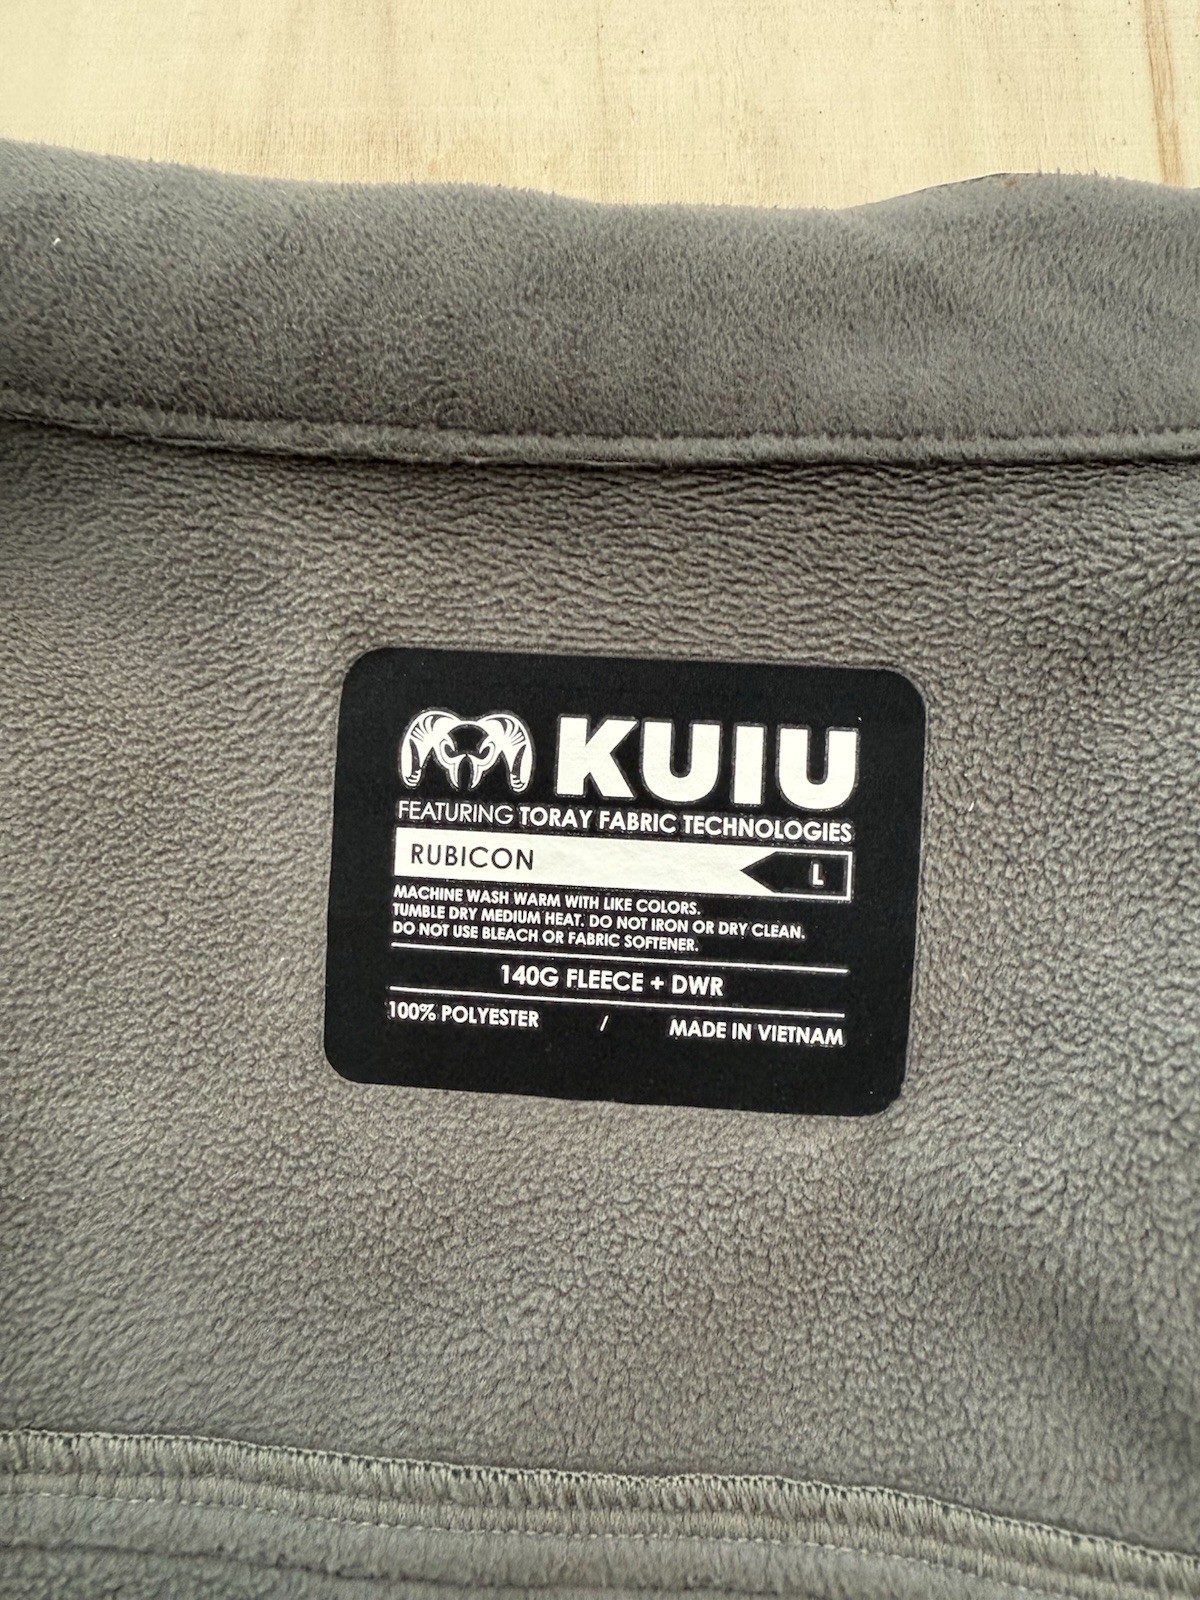 KUIU
FEATURING TORAY FABRIC TECHNOLOGIES
RUBICON L
MACHINE WASH WARM WITH LIKE COLORS.
TUMBLE DRY MEDIUM HEAT. DO NOT IRON OR DRY CLEAN.
DO NOT USE BLEACH OR FABRIC SOFTENER.
140G FLEECE + DWR
100% POLYESTER / MADE IN VIETNAM